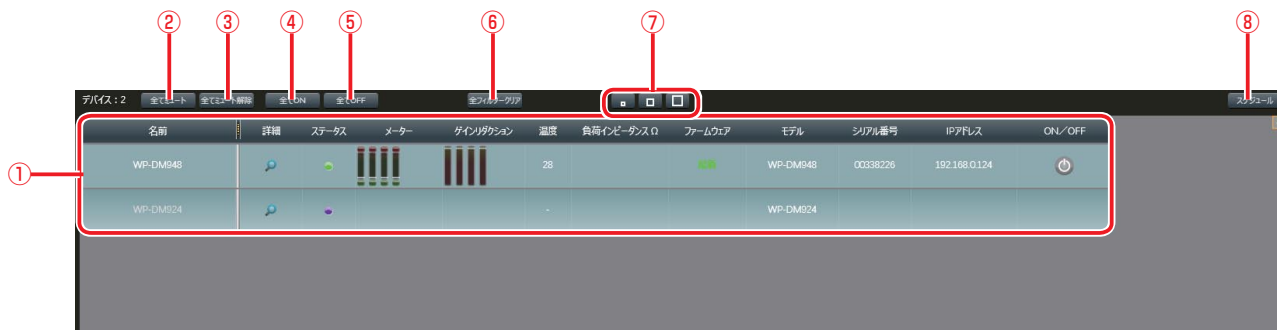 ② ③ ④ ⑤ ⑥ ⑦ ⑧
デバイス：2 全てミュート 全てミュート解除 全てON 全てOFF 全フィルタークリア スケジュール
名前 詳細 ステータス メーター ゲインリダクション 温度 負荷インピーダンス Ω ファームウェア モデル シリアル番号 IPアドレス ON／OFF
①
WP-DM948 28 WP-DM948 00338226 192.168.0.124
WP-DM924 - WP-DM924